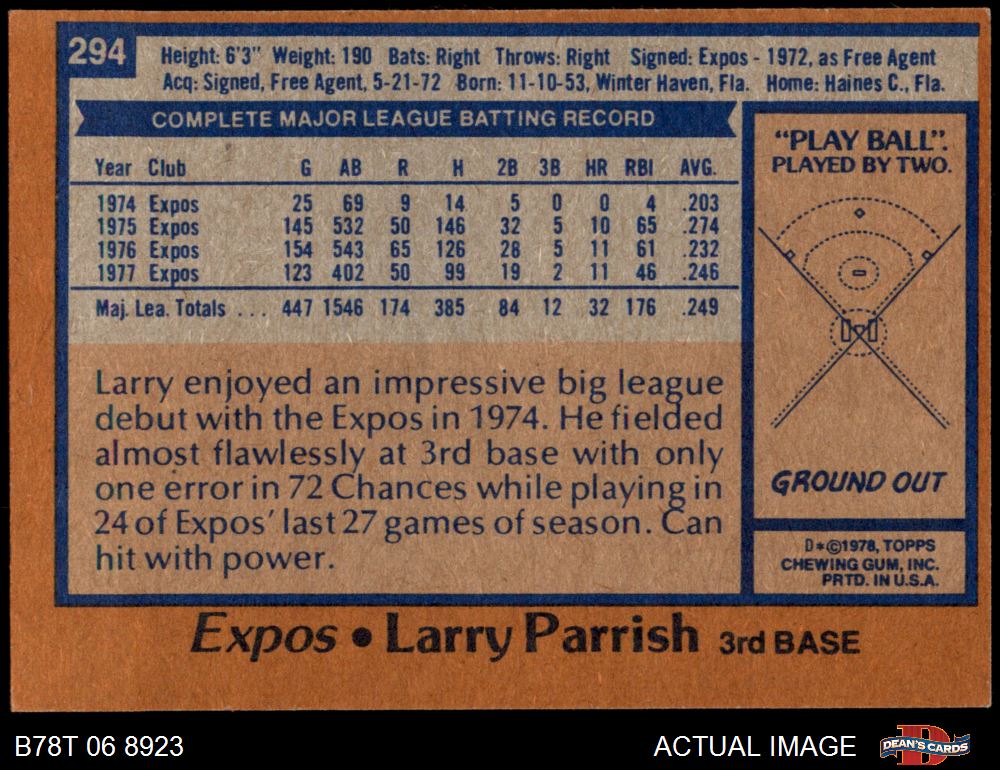 294
Height: 6'3" Weight: 190 Bats: Right Throws: Right Signed: Expos - 1972, as Free Agent
Acq: Signed, Free Agent, 5-21-72 Born: 11-10-53, Winter Haven, Fla. Home: Haines C., Fla.
COMPLETE MAJOR LEAGUE BATTING RECORD
Year Club G AB R H 2B 3B HR RBI AVG.
1974 Expos 25 69 9 14 5 0 0 4 .203
1975 Expos 145 532 50 146 32 5 10 65 .274
1976 Expos 154 543 65 126 28 5 11 61 .232
1977 Expos 123 402 50 99 19 2 11 46 .246
Maj. Lea. Totals . . . 447 1546 174 385 84 12 32 176 .249
Larry enjoyed an impressive big league
debut with the Expos in 1974. He fielded
almost flawlessly at 3rd base with only
one error in 72 Chances while playing in
24 of Expos' last 27 games of season. Can
hit with power.
"PLAY BALL".
PLAYED BY TWO.
GROUND OUT
D*©1978, TOPPS
CHEWING GUM, INC.
PRTD. IN U.S.A.
Expos • Larry Parrish 3rd BASE
B78T 06 8923
ACTUAL IMAGE
D
DEAN'S CARDS